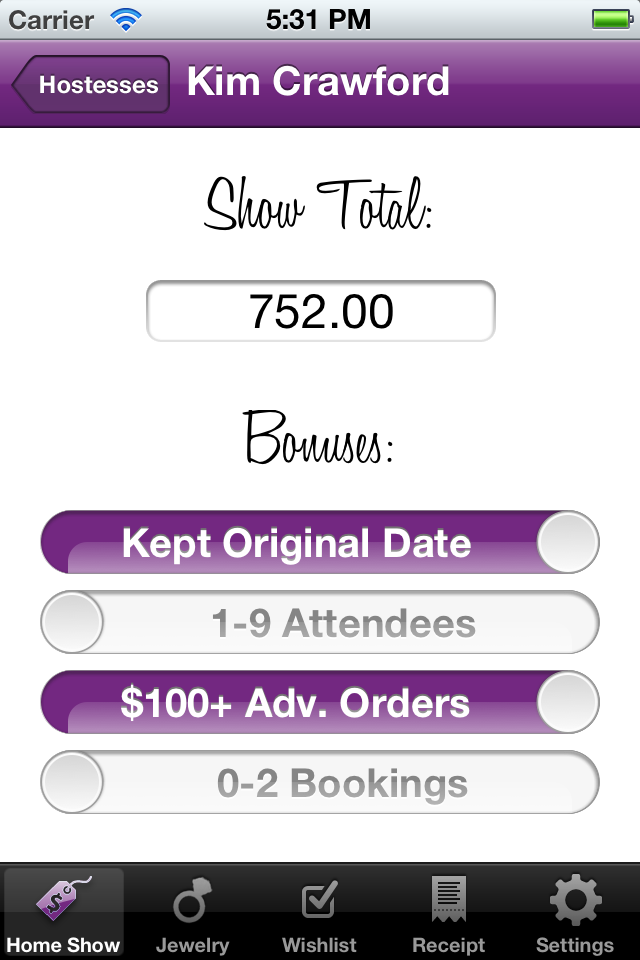 Carrier 5:31 PM
Hostesses Kim Crawford
Show Total:
752.00
Bonuses:
Kept Original Date
1-9 Attendees
$100+ Adv. Orders
0-2 Bookings
Home Show Jewelry Wishlist Receipt Settings